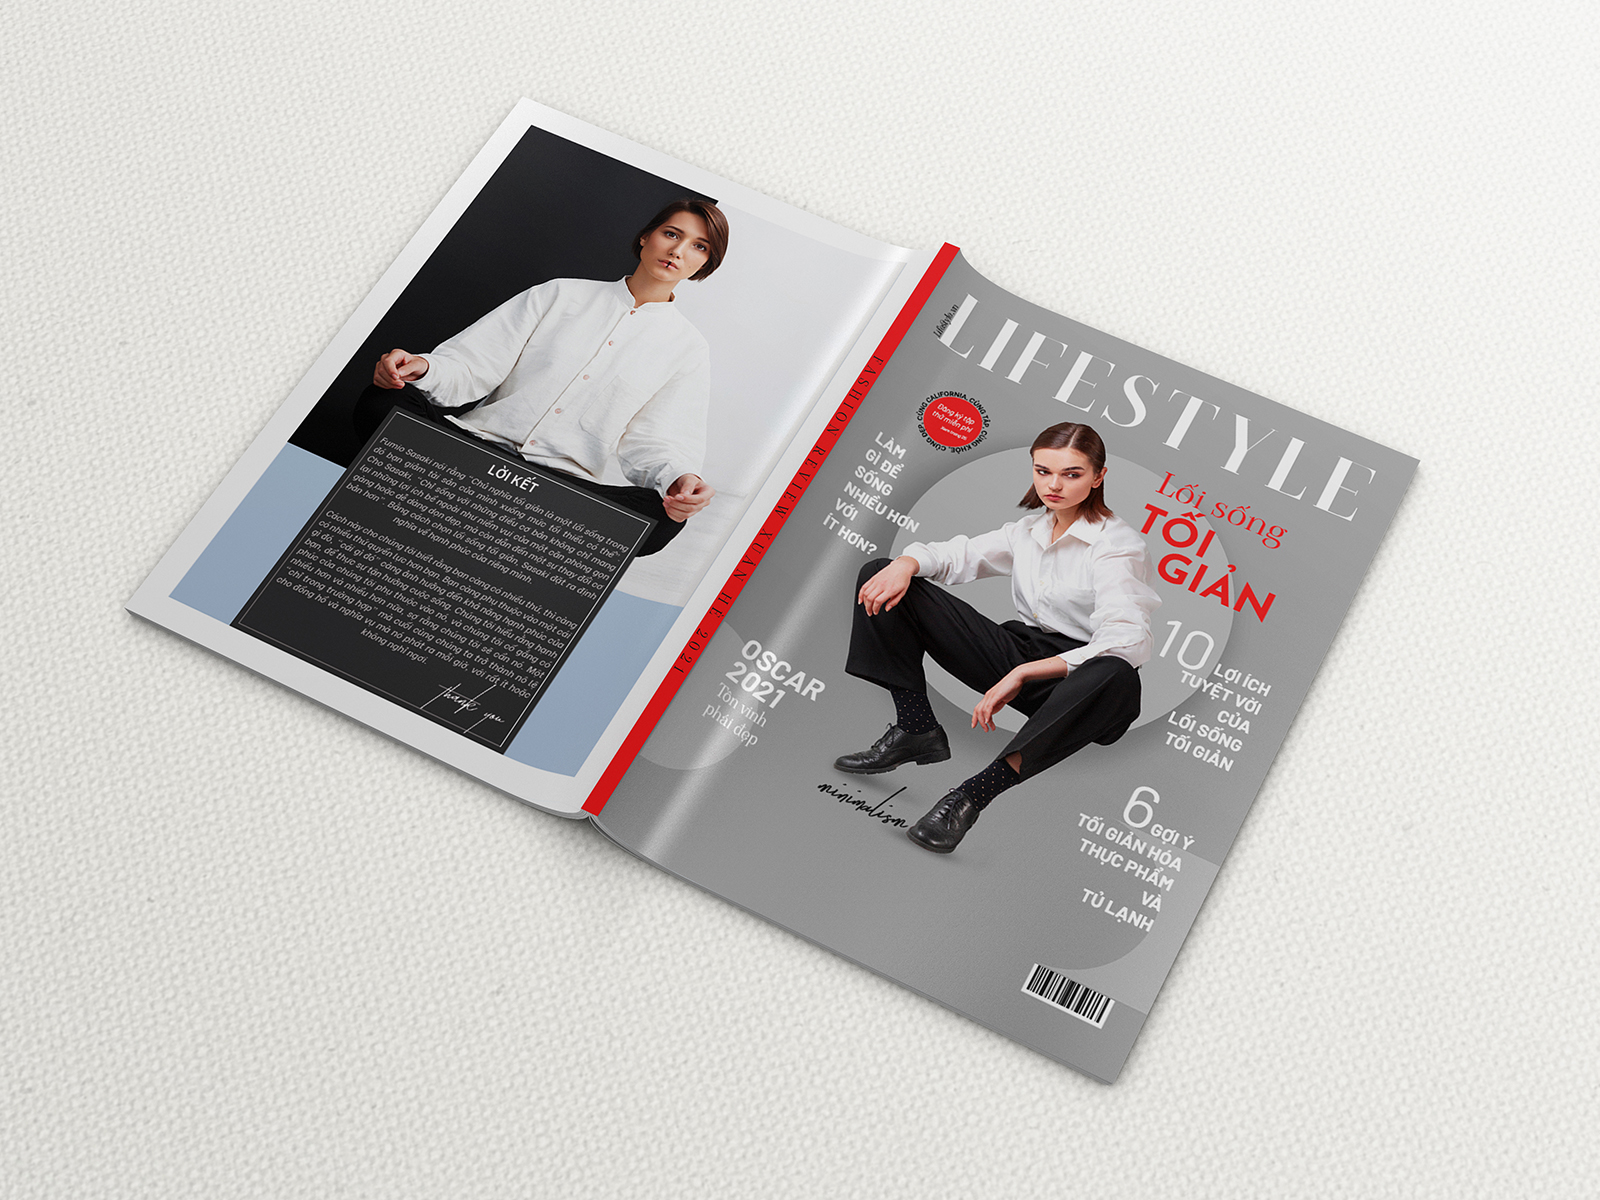 LỜI KẾT
Fumio Sasaki nói rằng "Chủ nghĩa tối giản là một lối sống trong
đó bạn giảm tài sản của mình xuống mức tối thiểu có thể".
Cho Sasaki, "Chỉ sống với những điều cơ bản không chỉ mang
lại những lợi ích bề ngoài như niềm vui của một căn phòng gọn
gàng hoặc dễ dàng dọn dẹp, mà còn dẫn đến một sự thay đổi cơ
bản hơn". Bằng cách chọn lối sống tối giản, Sasaki đặt ra định
nghĩa về hạnh phúc của riêng mình.
Cách này cho chúng tôi biết rằng bạn càng có nhiều thứ, thì càng
có nhiều thứ quyền lực hơn bạn. Bạn càng phụ thuộc vào một cái
gì đó, "cái gì đó" càng ảnh hưởng đến khả năng hạnh phúc của
bạn, để thực sự tận hưởng cuộc sống. Chúng tôi hiểu rằng hạnh
phúc của chúng tôi phụ thuộc vào nó, và chúng tôi cố gắng có
nhiều hơn và nhiều hơn nữa, sợ rằng chúng tôi sẽ cần nó. Một
"chỉ trong trường hợp" mà cuối cùng chúng ta trở thành nô lệ
cho đồng hồ và nghĩa vụ mà nó phát ra mỗi giờ, với rất ít hoặc
không nghỉ ngơi.
thank you
FASHION REVIEW XUAN HE 2021
Lifestyle.vn
LIFESTYLE
CÙNG CALIFORNIA, CÙNG TẬP, CÙNG KHỎE, CÙNG ĐẸP
Đăng ký tập
thử miễn phí
LÀM
GÌ ĐỂ
SỐNG
NHIỀU HƠN
VỚI
ÍT HƠN?
Lối sống
TỐI
GIẢN
10 LỢI ÍCH
TUYỆT VỜI
CỦA
LỐI SỐNG
TỐI GIẢN
OSCAR
2021
Tôn vinh
phái đẹp
minimalism
6 GỢI Ý
TỐI GIẢN HÓA
THỰC PHẨM
VÀ
TỦ LẠNH